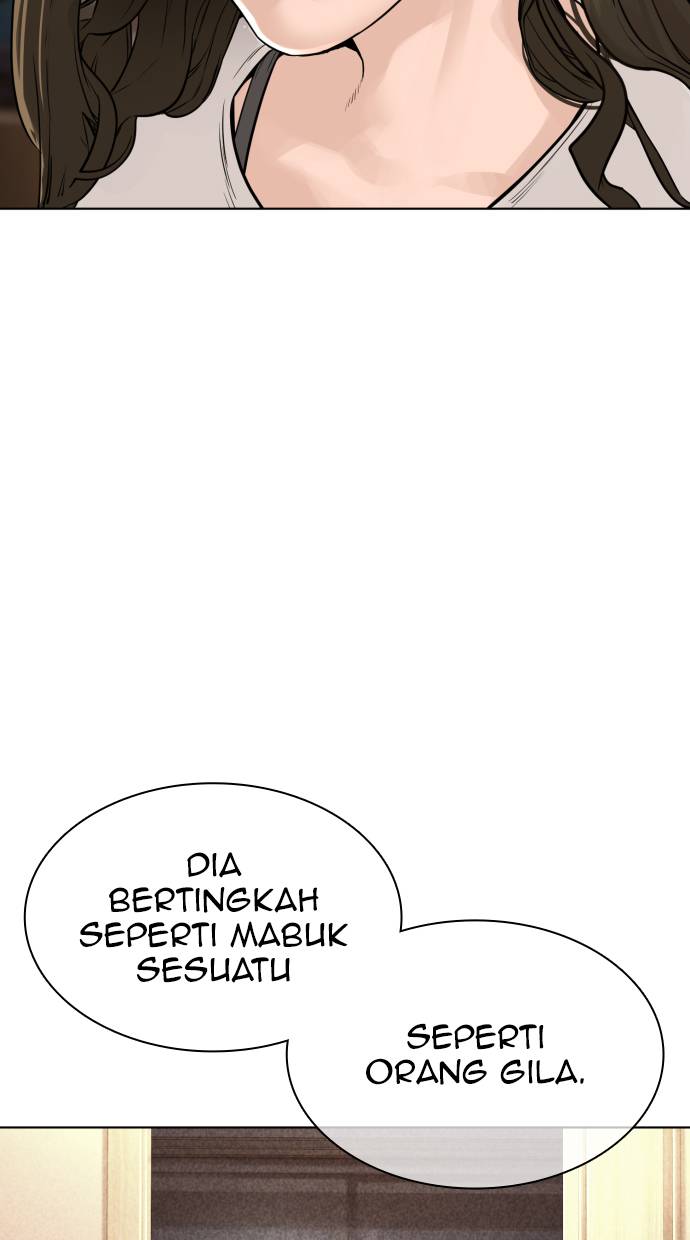 DIA
BERTINGKAH
SEPERTI MABUK
SESUATU
SEPERTI
ORANG GILA.